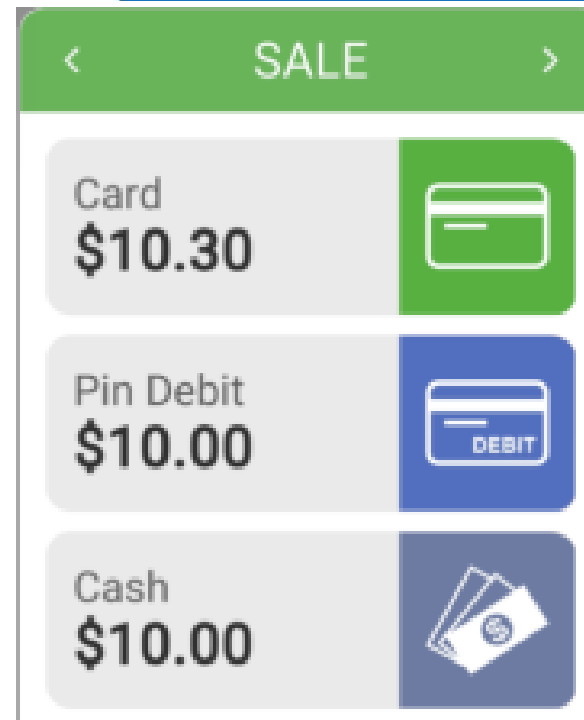 SALE
Card
$10.30
Pin Debit
$10.00
DEBIT
Cash
$10.00